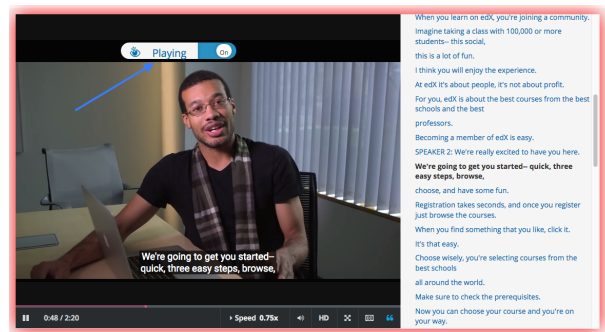 Playing
On
We're going to get you started--
quick, three easy steps, browse,
0:48 / 2:20
Speed 0.75x
HD
When you learn on edX, you're joining a community.
Imagine taking a class with 100,000 or more
students-- this social,
this is a lot of fun.
I think you will enjoy the experience.
At edX it's about people, it's not about profit.
For you, edX is about the best courses from the best
schools and the best
professors.
Becoming a member of edX is easy.
SPEAKER 2: We're really excited to have you here.
We're going to get you started-- quick, three
easy steps, browse,
choose, and have some fun.
Registration takes seconds, and once you register
just browse the courses.
When you find something that you like, click it.
It's that easy.
Choose wisely, you're selecting courses from the
best schools
all around the world.
Make sure to check the prerequisites.
Now you can choose your course and you're on
your way.